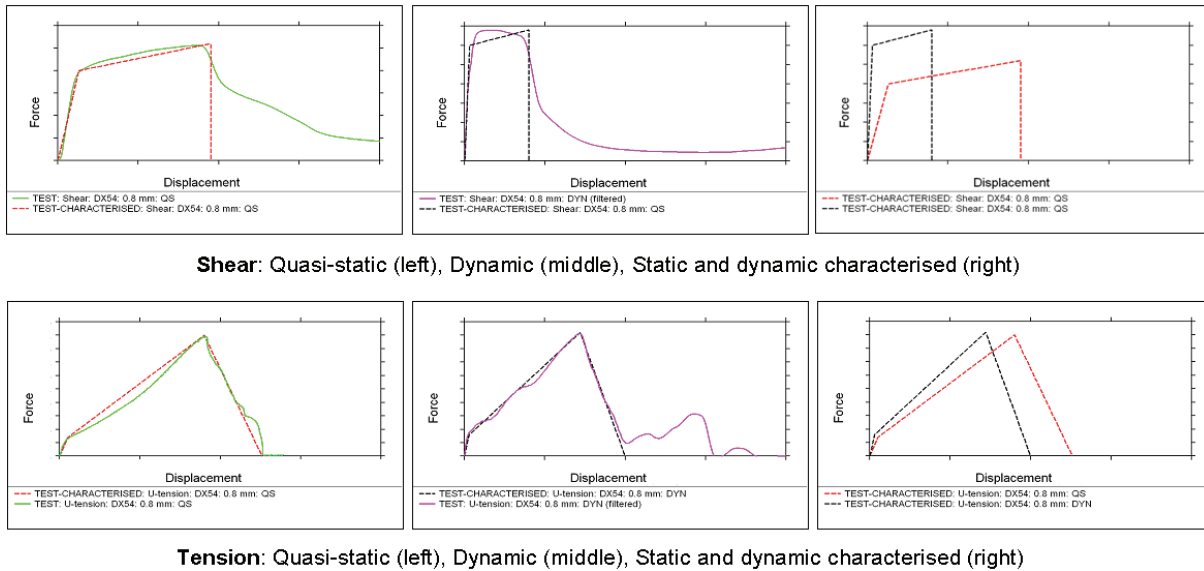 Force
Displacement
TEST: Shear: DX54: 0.8 mm: QS
TEST-CHARACTERISED: Shear: DX54: 0.8 mm: QS
Force
Displacement
TEST: Shear: DX54: 0.8 mm: DYN (filtered)
TEST-CHARACTERISED: Shear: DX54: 0.8 mm: QS
Force
Displacement
TEST-CHARACTERISED: Shear: DX54: 0.8 mm: QS
TEST-CHARACTERISED: Shear: DX54: 0.8 mm: QS
Shear: Quasi-static (left), Dynamic (middle), Static and dynamic characterised (right)
Force
Displacement
TEST-CHARACTERISED: U-tension: DX54: 0.8 mm: QS
TEST: U-tension: DX54: 0.8 mm: QS
Force
Displacement
TEST-CHARACTERISED: U-tension: DX54: 0.8 mm: DYN
TEST: U-tension: DX54: 0.8 mm: DYN (filtered)
Force
Displacement
TEST-CHARACTERISED: U-tension: DX54: 0.8 mm: QS
TEST-CHARACTERISED: U-tension: DX54: 0.8 mm: DYN
Tension: Quasi-static (left), Dynamic (middle), Static and dynamic characterised (right)